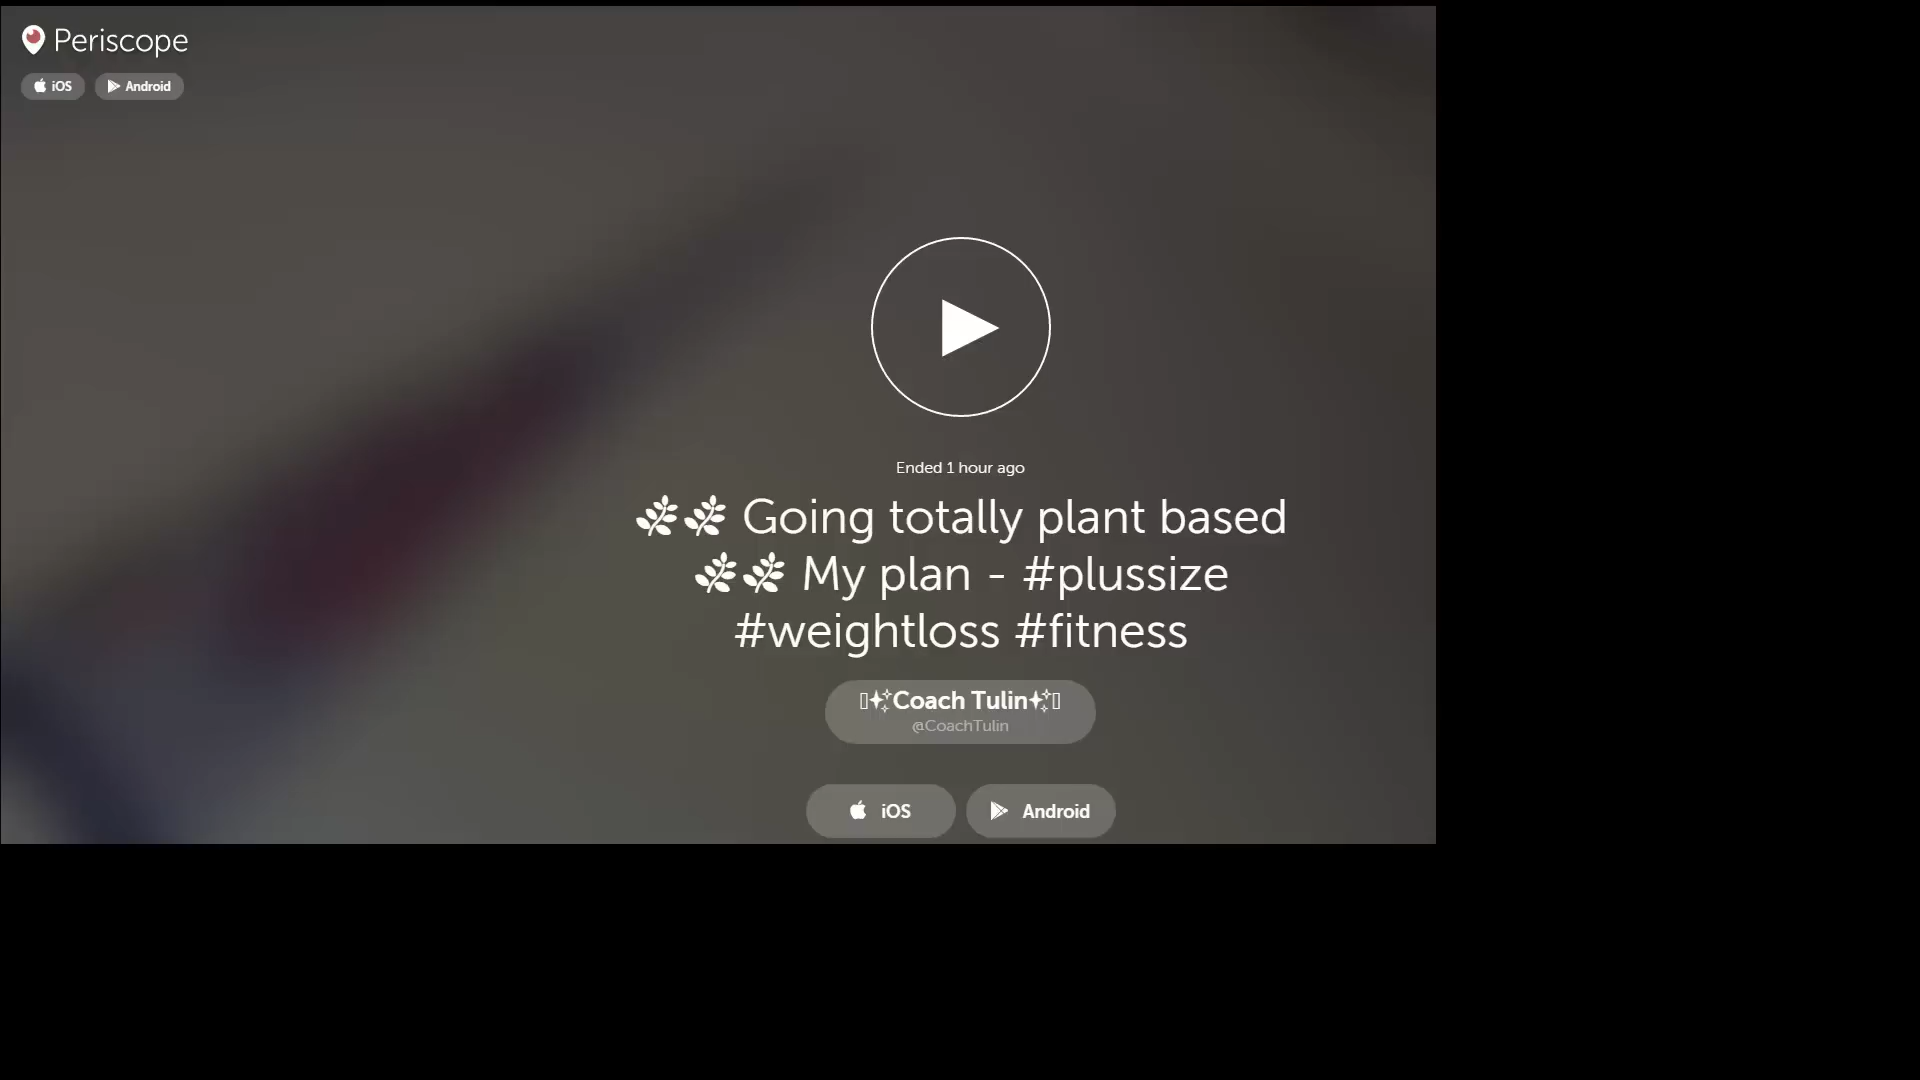 Periscope
iOS Android
Ended 1 hour ago
🌿🌿 Going totally plant based
🌿🌿 My plan - #plussize
#weightloss #fitness
✨Coach Tulin✨
@CoachTulin
iOS Android